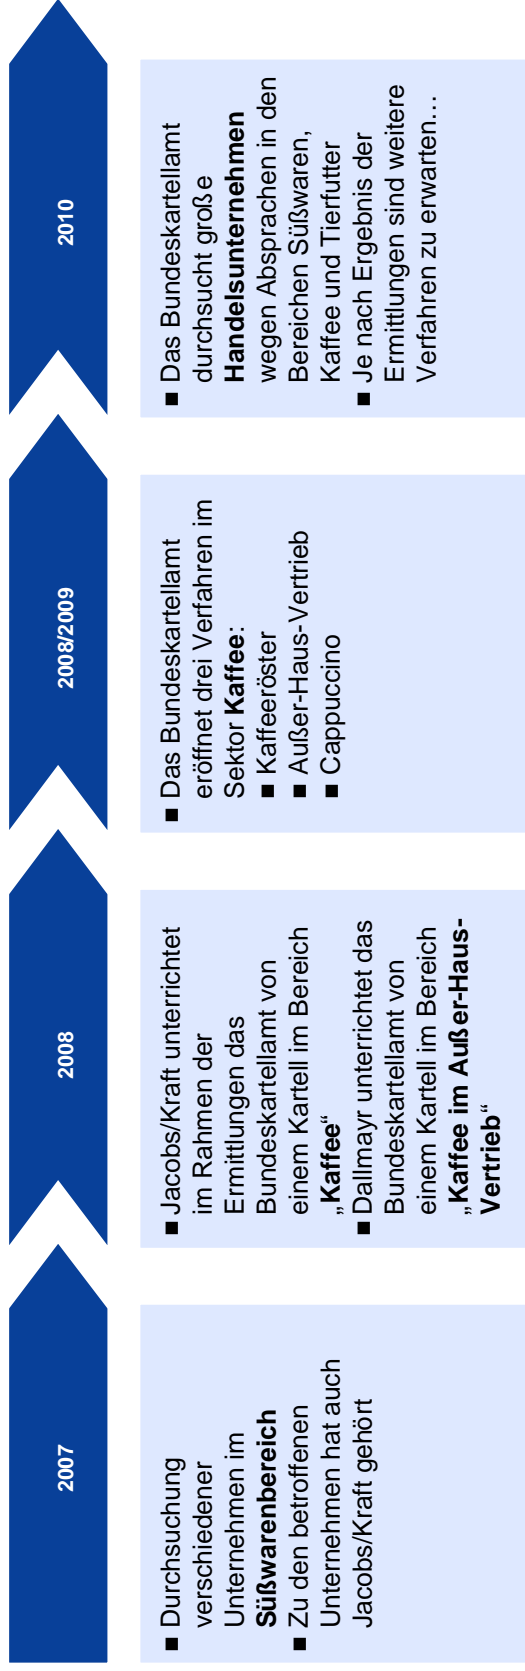 2007
■ Durchsuchung
verschiedener
Unternehmen im
Süßwarenbereich
■ Zu den betroffenen
Unternehmen hat auch
Jacobs/Kraft gehört
2008
■ Jacobs/Kraft unterrichtet
im Rahmen der
Ermittlungen das
Bundeskartellamt von
einem Kartell im Bereich
„Kaffee“
■ Dallmayr unterrichtet das
Bundeskartellamt von
einem Kartell im Bereich
„Kaffee im Außer-Haus-
Vertrieb“
2008/2009
■ Das Bundeskartellamt
eröffnet drei Verfahren im
Sektor Kaffee:
■ Kaffeeröster
■ Außer-Haus-Vertrieb
■ Cappuccino
2010
■ Das Bundeskartellamt
durchsucht große
Handelsunternehmen
wegen Absprachen in den
Bereichen Süßwaren,
Kaffee und Tierfutter
■ Je nach Ergebnis der
Ermittlungen sind weitere
Verfahren zu erwarten…